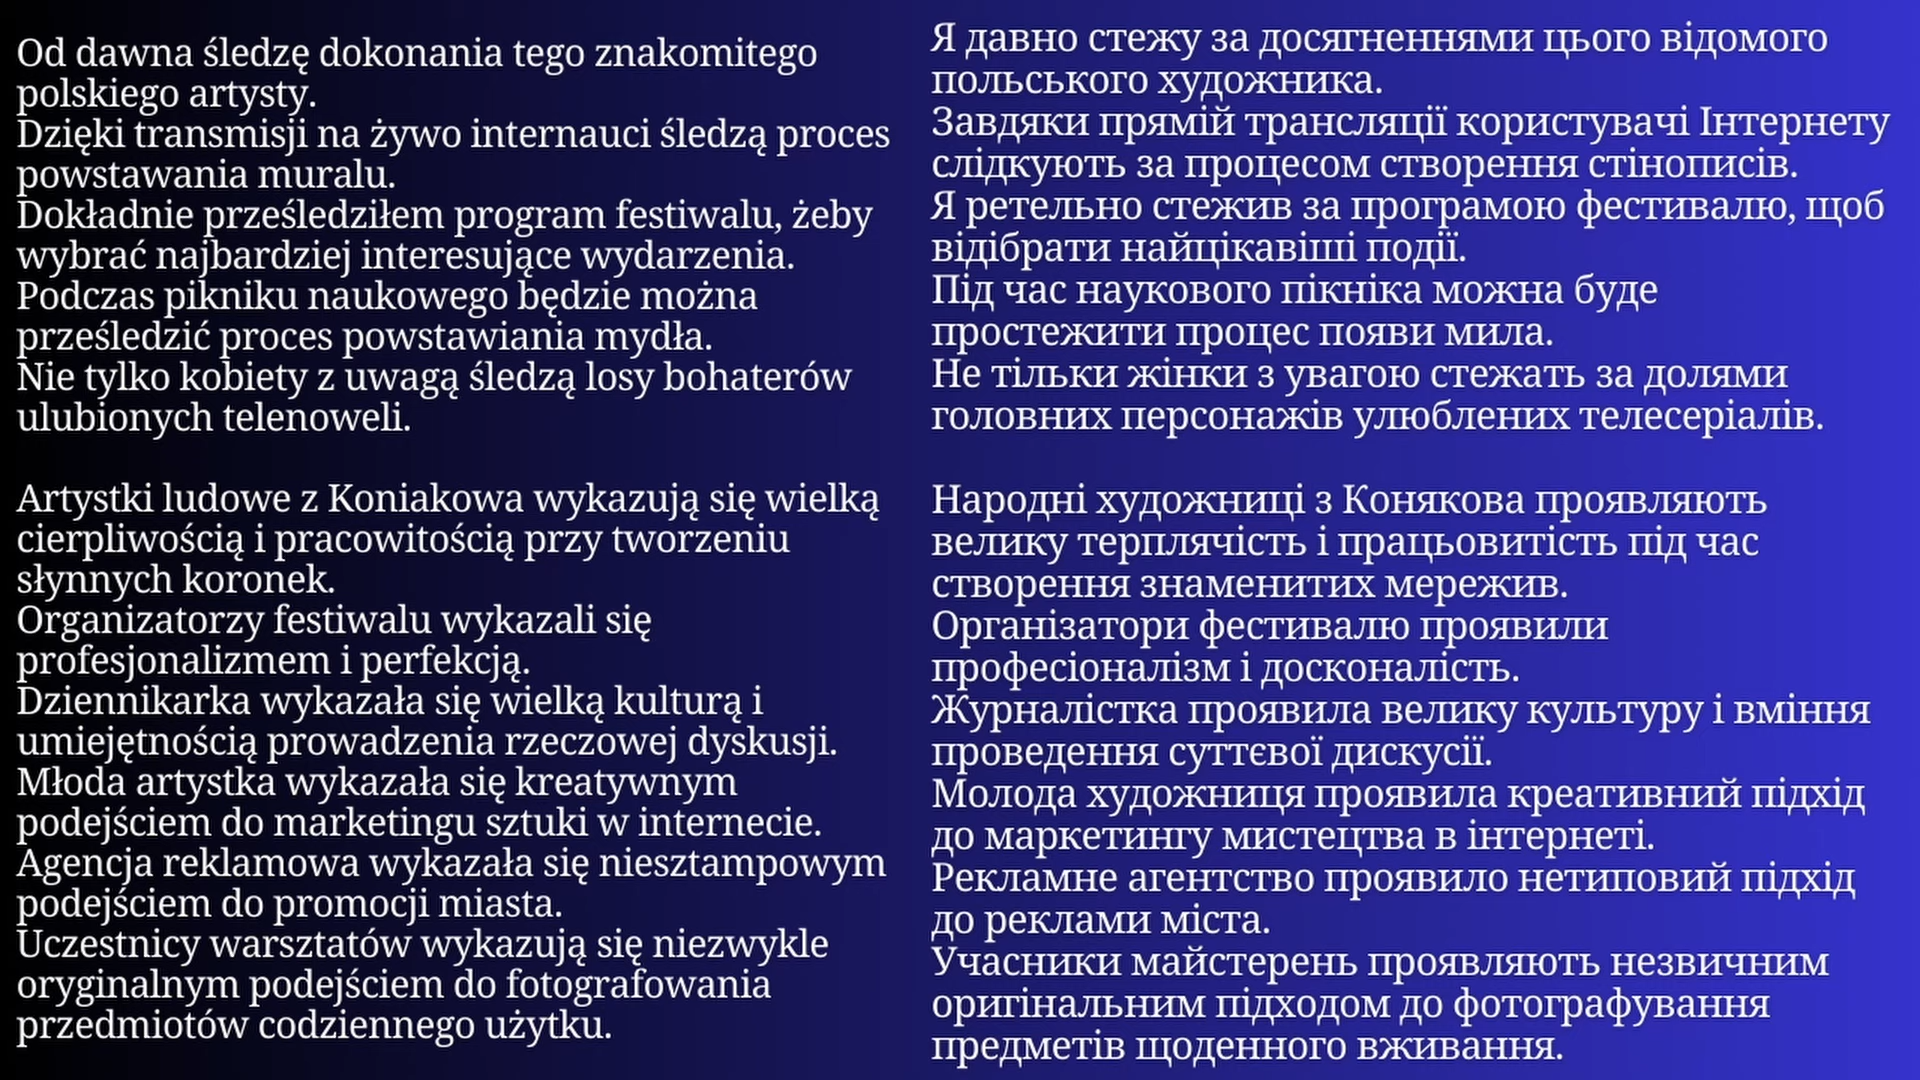 Od dawna śledzę dokonania tego znakomitego
polskiego artysty.
Dzięki transmisji na żywo internauci śledzą proces
powstawania muralu.
Dokładnie prześledziłem program festiwalu, żeby
wybrać najbardziej interesujące wydarzenia.
Podczas pikniku naukowego będzie można
prześledzić proces powstawiania mydła.
Nie tylko kobiety z uwagą śledzą losy bohaterów
ulubionych telenoweli.
Artystki ludowe z Koniakowa wykazują się wielką
cierpliwością i pracowitością przy tworzeniu
słynnych koronek.
Organizatorzy festiwalu wykazali się
profesjonalizmem i perfekcją.
Dziennikarka wykazała się wielką kulturą i
umiejętnością prowadzenia rzeczowej dyskusji.
Młoda artystka wykazała się kreatywnym
podejściem do marketingu sztuki w internecie.
Agencja reklamowa wykazała się niesztampowym
podejściem do promocji miasta.
Uczestnicy warsztatów wykazują się niezwykle
oryginalnym podejściem do fotografowania
przedmiotów codziennego użytku.
Я давно стежу за досягненнями цього відомого
польського художника.
Завдяки прямій трансляції користувачі Інтернету
слідкують за процесом створення стінописів.
Я ретельно стежив за програмою фестивалю, щоб
відібрати найцікавіші події.
Під час наукового пікніка можна буде
простежити процес появи мила.
Не тільки жінки з увагою стежать за долями
головних персонажів улюблених телесеріалів.
Народні художниці з Конякова проявляють
велику терплячість і працьовитість під час
створення знаменитих мережив.
Організатори фестивалю проявили
професіоналізм і досконалість.
Журналістка проявила велику культуру і вміння
проведення суттєвої дискусії.
Молода художниця проявила креативний підхід
до маркетингу мистецтва в інтернеті.
Рекламне агентство проявило нетиповий підхід
до реклами міста.
Учасники майстерень проявляють незвичним
оригінальним підходом до фотографування
предметів щоденного вживання.